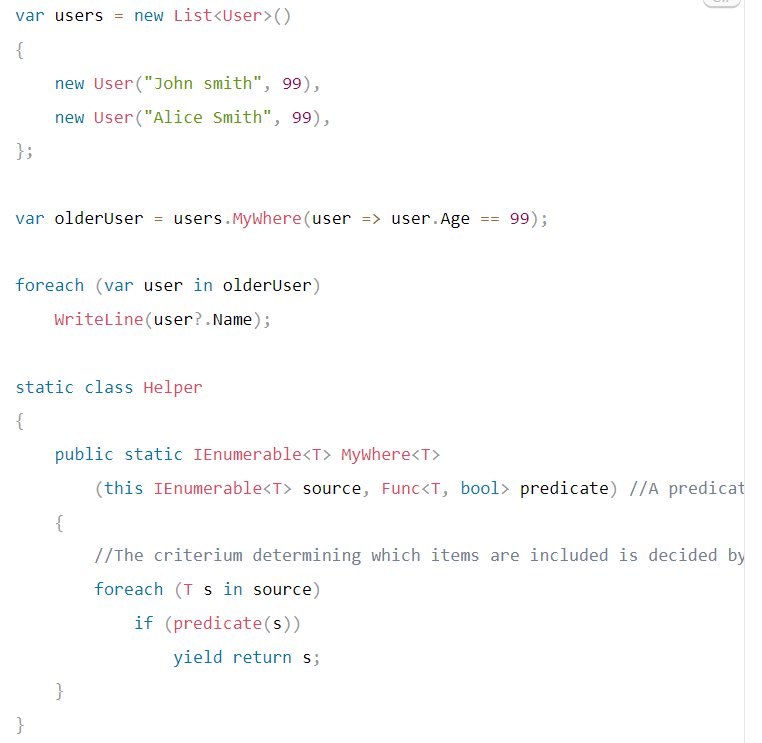 var users = new List<User>()
{
    new User("John smith", 99),
    new User("Alice Smith", 99),
};

var olderUser = users.MyWhere(user => user.Age == 99);

foreach (var user in olderUser)
    WriteLine(user?.Name);

static class Helper
{
    public static IEnumerable<T> MyWhere<T>
        (this IEnumerable<T> source, Func<T, bool> predicate) //A predicat
    {
        //The criterium determining which items are included is decided by
        foreach (T s in source)
            if (predicate(s))
                yield return s;
    }
}